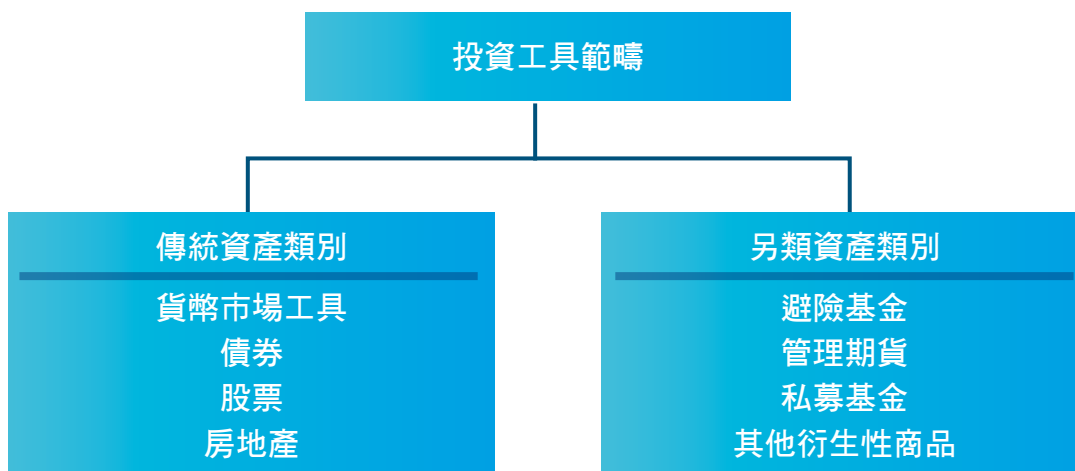 投資工具範疇
傳統資產類別
貨幣市場工具
債券
股票
房地產
另類資產類別
避險基金
管理期貨
私募基金
其他衍生性商品